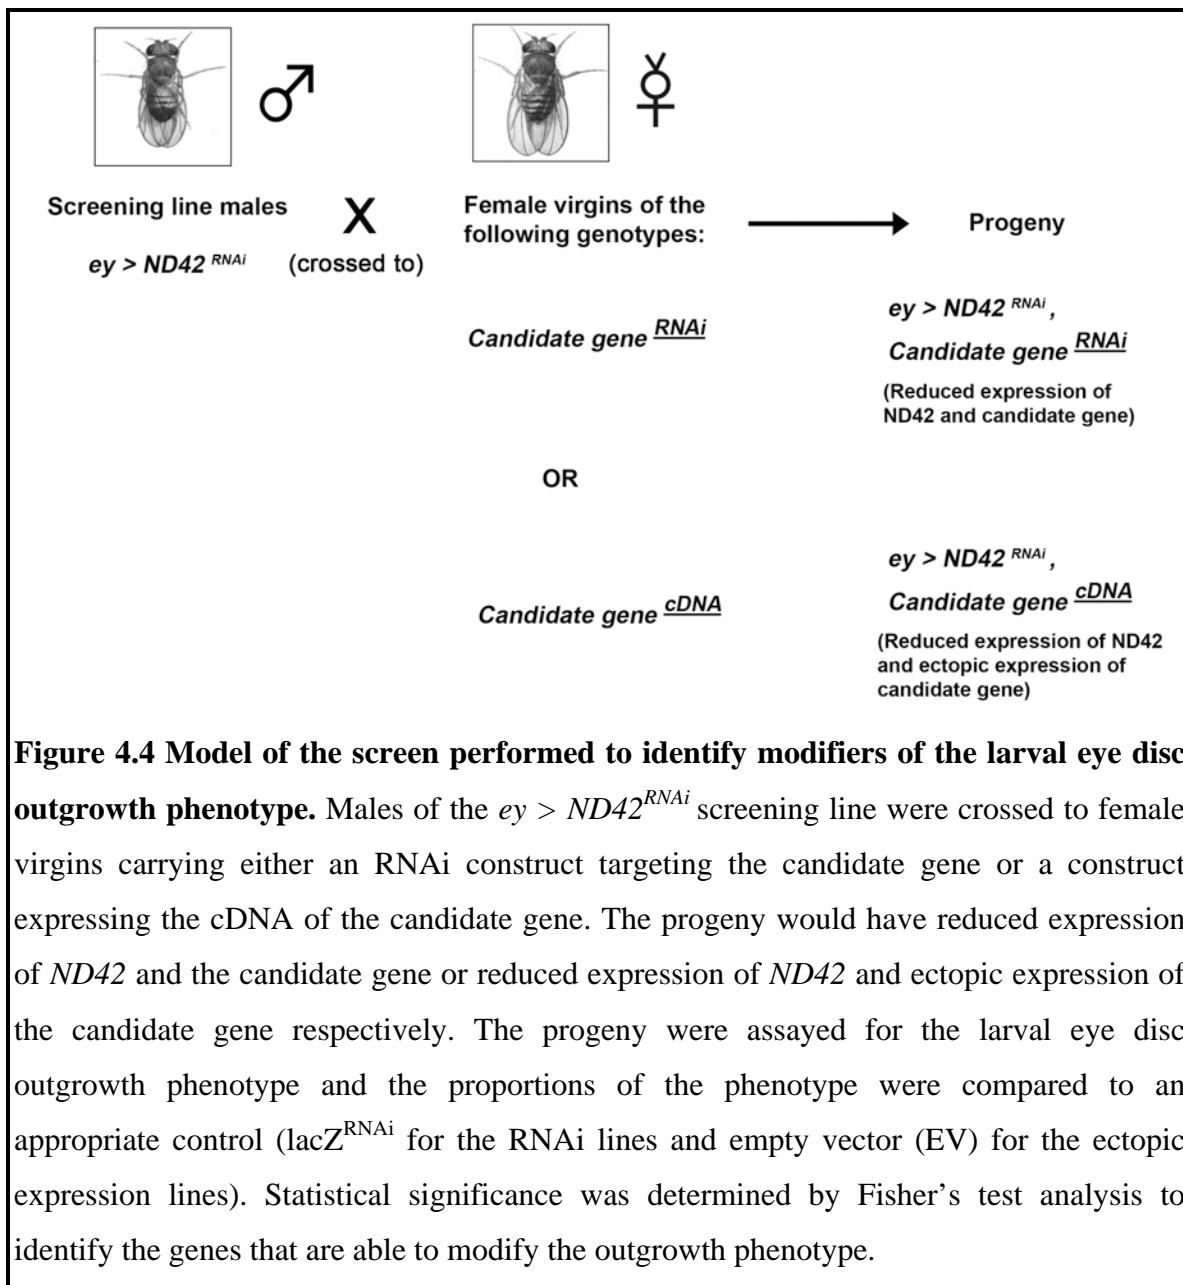 ♂
Screening line males
ey > ND42 RNAi
X
(crossed to)
Female virgins of the
following genotypes:
Progeny
Candidate gene RNAi
ey > ND42 RNAi ,
Candidate gene RNAi
(Reduced expression of
ND42 and candidate gene)
OR
Candidate gene cDNA
ey > ND42 RNAi ,
Candidate gene cDNA
(Reduced expression of ND42
and ectopic expression of
candidate gene)
Figure 4.4 Model of the screen performed to identify modifiers of the larval eye disc
outgrowth phenotype. Males of the ey > ND42RNAi screening line were crossed to female
virgins carrying either an RNAi construct targeting the candidate gene or a construct
expressing the cDNA of the candidate gene. The progeny would have reduced expression
of ND42 and the candidate gene or reduced expression of ND42 and ectopic expression of
the candidate gene respectively. The progeny were assayed for the larval eye disc
outgrowth phenotype and the proportions of the phenotype were compared to an
appropriate control (lacZRNAi for the RNAi lines and empty vector (EV) for the ectopic
expression lines). Statistical significance was determined by Fisher’s test analysis to
identify the genes that are able to modify the outgrowth phenotype.